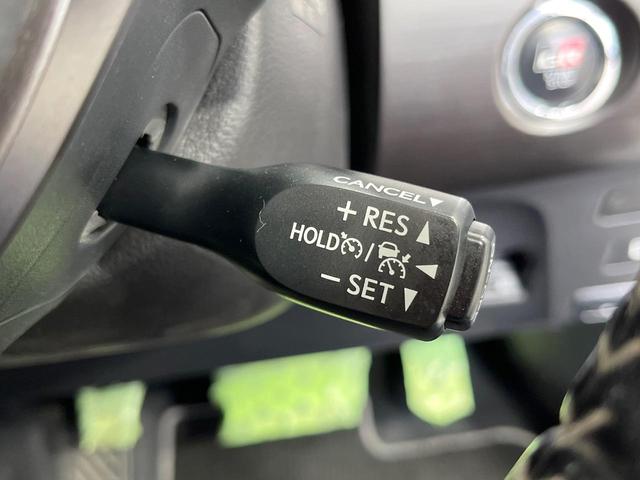 CANCEL▼
+ RES ▲
HOLD / ◀
− SET ▼